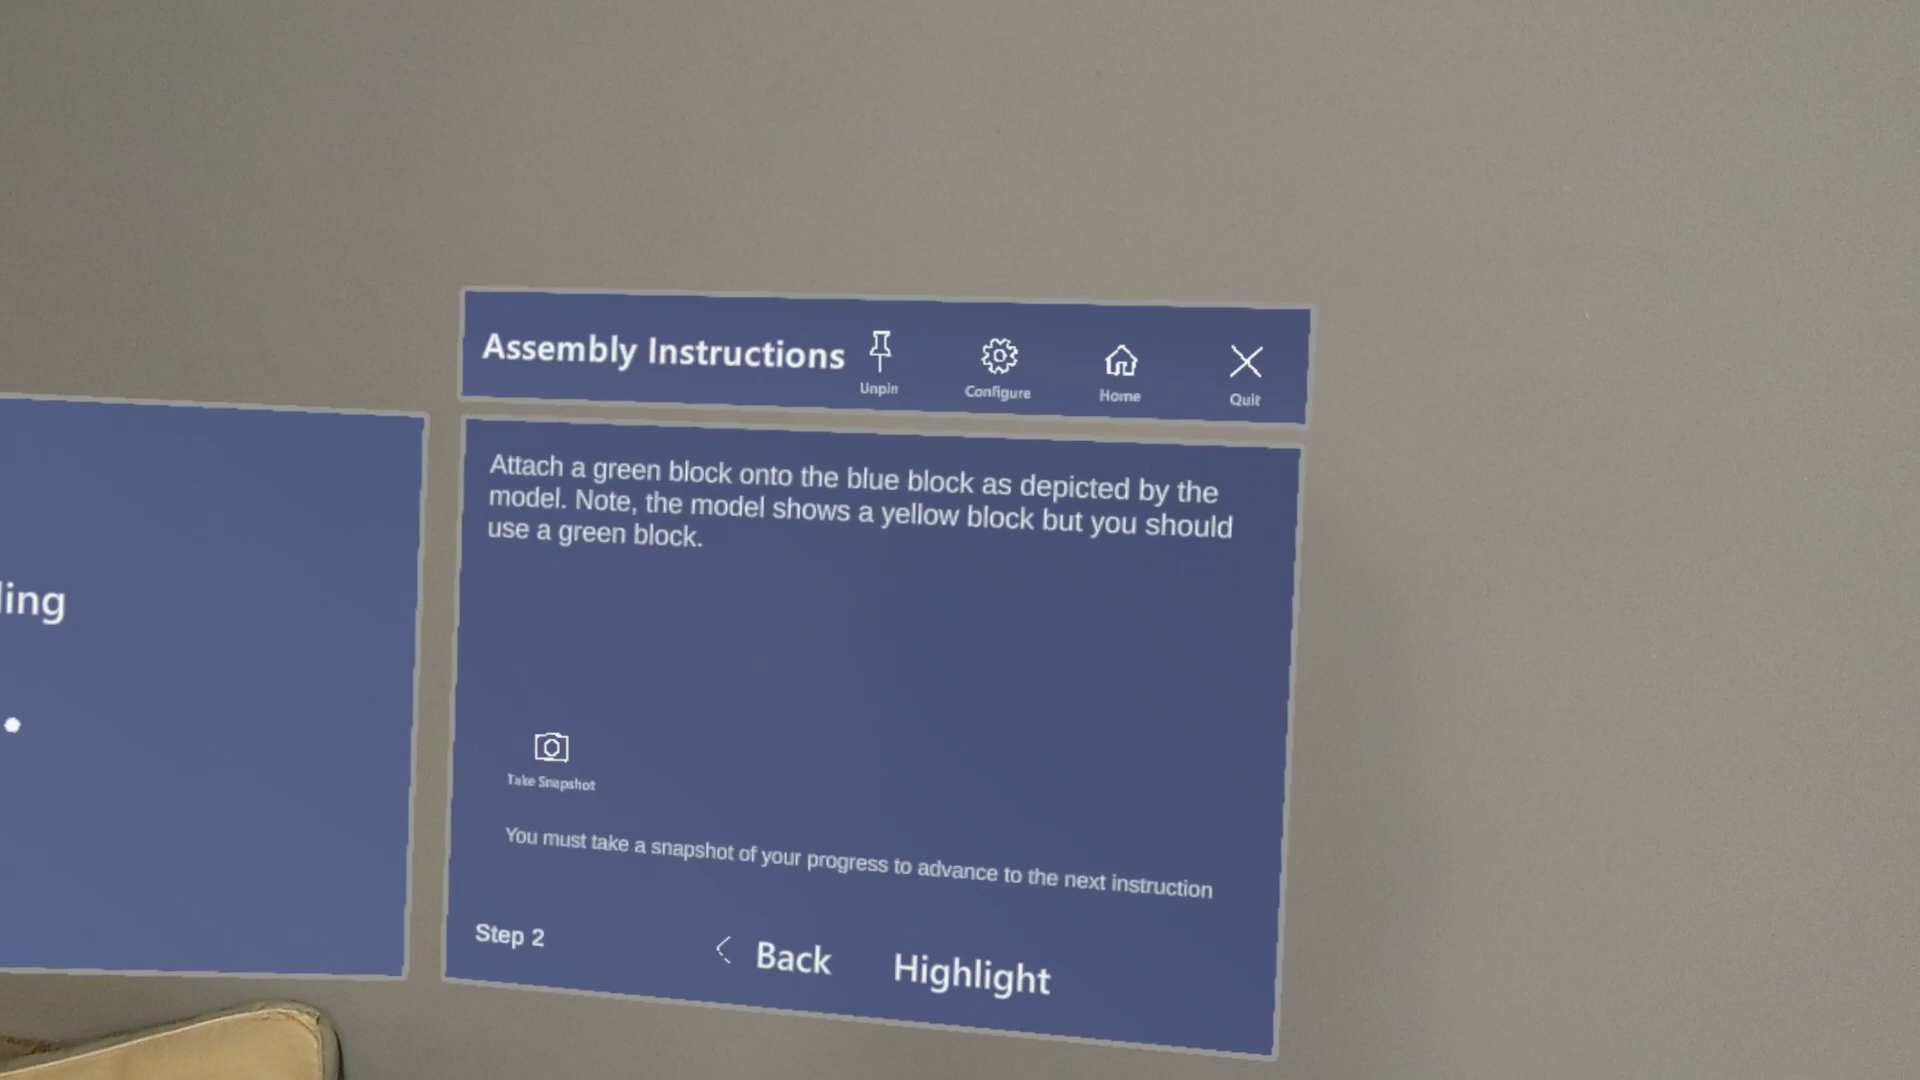 Assembly Instructions
Unpin
Configure
Home
Quit
Attach a green block onto the blue block as depicted by the
model. Note, the model shows a yellow block but you should
use a green block.
Take Snapshot
You must take a snapshot of your progress to advance to the next instruction
Step 2
Back
Highlight